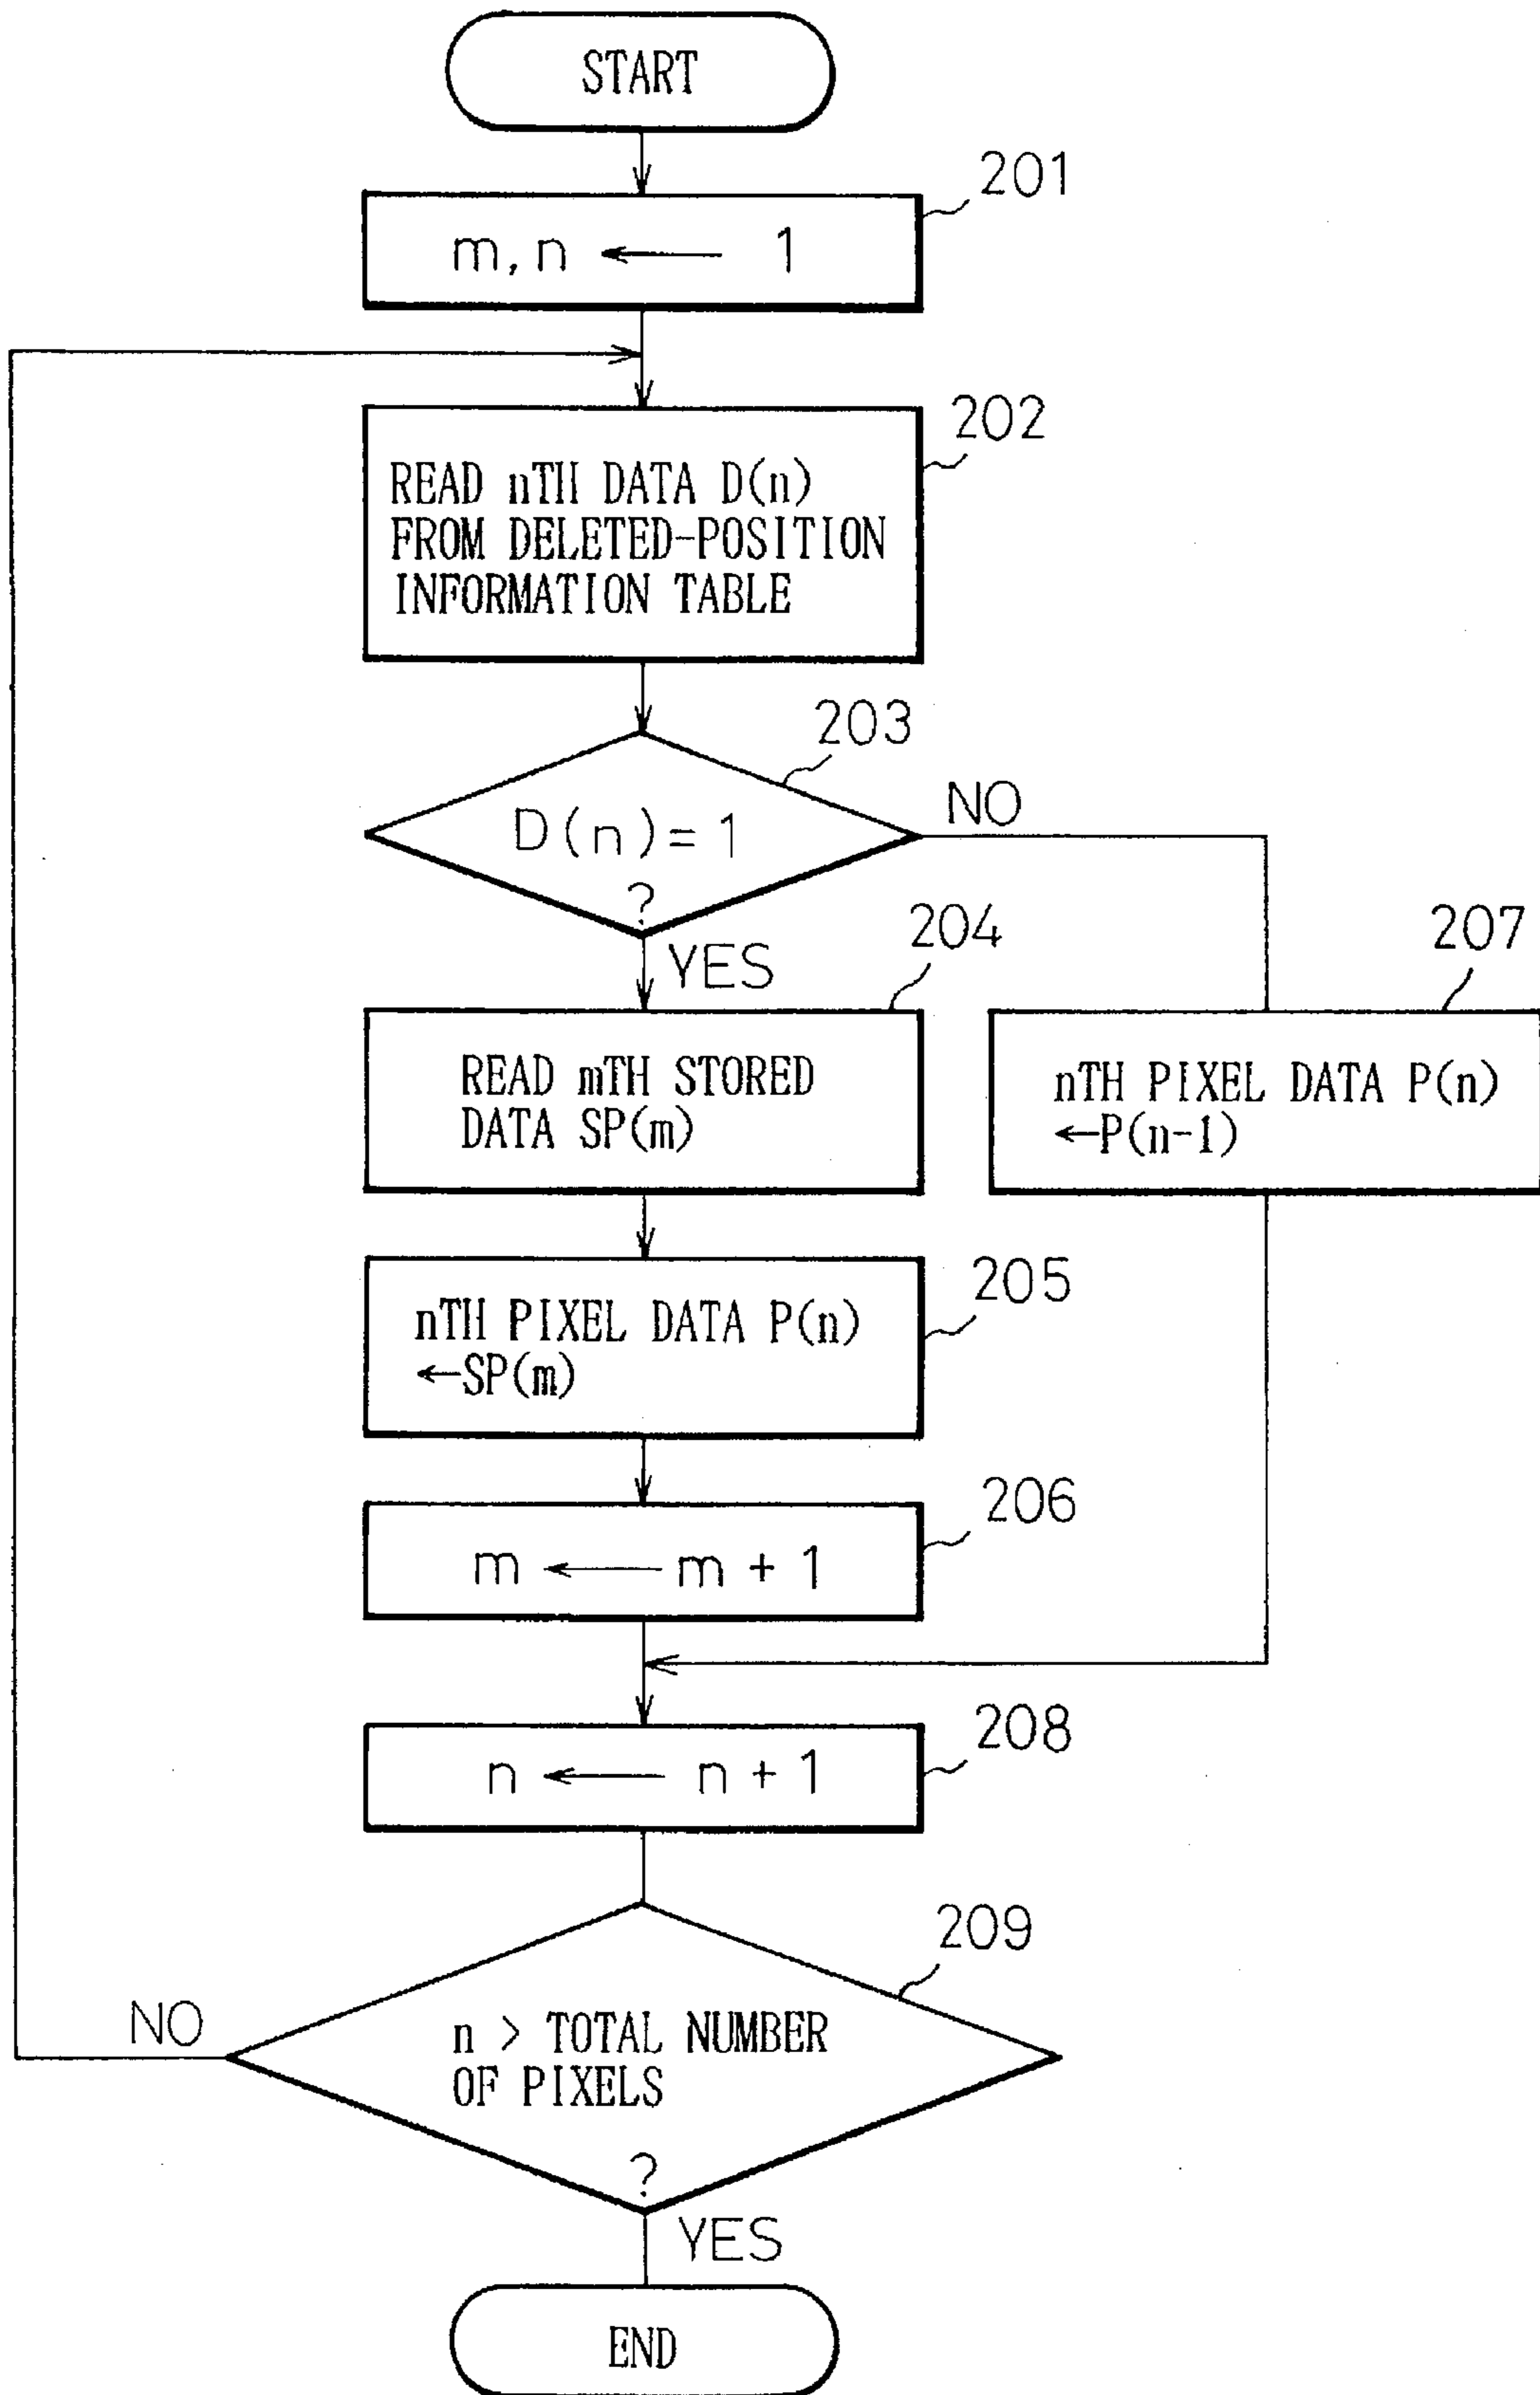 START
201
m, n ← 1
202
READ nTH DATA D(n)
FROM DELETED-POSITION
INFORMATION TABLE
203
D(n)=1
?
NO
YES
204
READ mTH STORED
DATA SP(m)
207
nTH PIXEL DATA P(n)
←P(n-1)
205
nTH PIXEL DATA P(n)
←SP(m)
206
m ← m + 1
208
n ← n + 1
209
n > TOTAL NUMBER
OF PIXELS
?
NO
YES
END